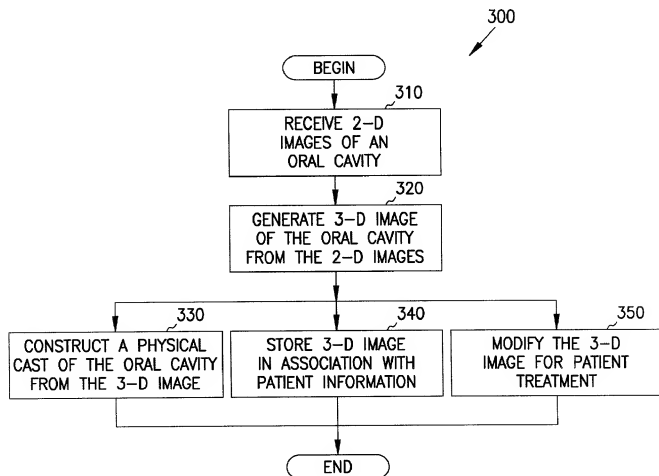 300
BEGIN
310
RECEIVE 2-D
IMAGES OF AN
ORAL CAVITY
320
GENERATE 3-D IMAGE
OF THE ORAL CAVITY
FROM THE 2-D IMAGES
330
CONSTRUCT A PHYSICAL
CAST OF THE ORAL CAVITY
FROM THE 3-D IMAGE
340
STORE 3-D IMAGE
IN ASSOCIATION WITH
PATIENT INFORMATION
350
MODIFY THE 3-D
IMAGE FOR PATIENT
TREATMENT
END